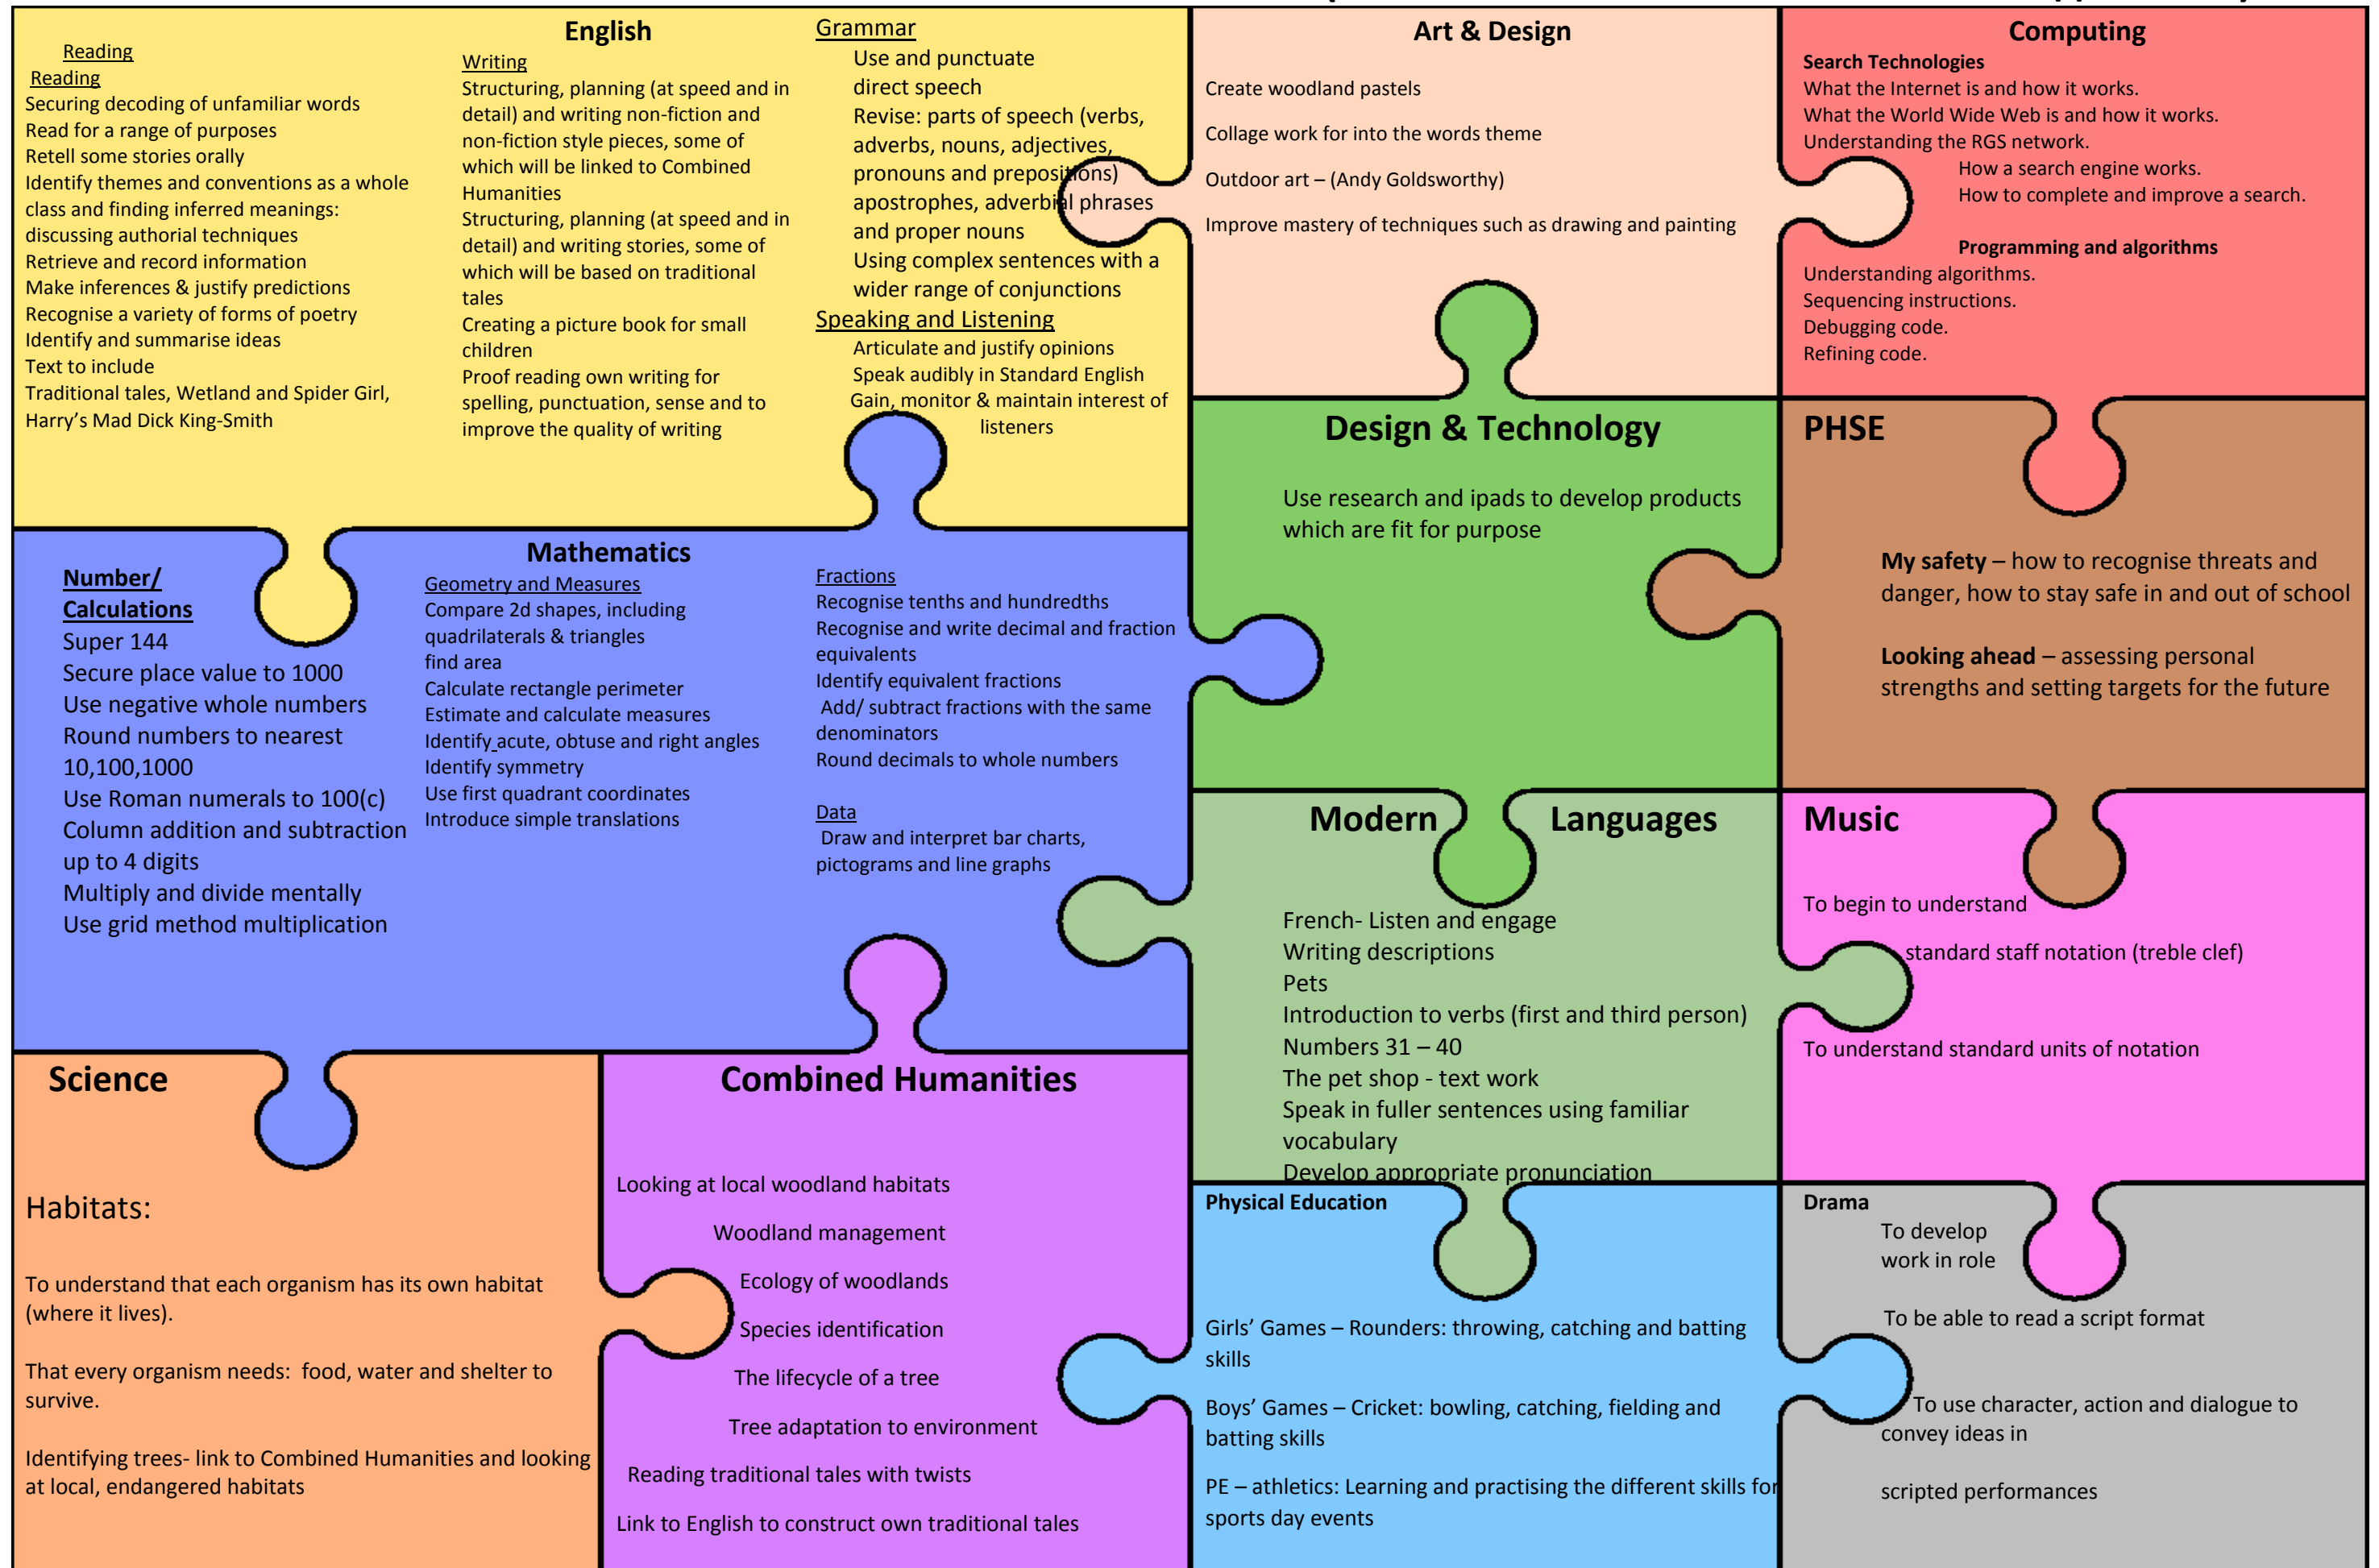 English
Reading
Reading
Securing decoding of unfamiliar words
Read for a range of purposes
Retell some stories orally
Identify themes and conventions as a whole
class and finding inferred meanings:
discussing authorial techniques
Retrieve and record information
Make inferences & justify predictions
Recognise a variety of forms of poetry
Identify and summarise ideas
Text to include
Traditional tales, Wetland and Spider Girl,
Harry's Mad Dick King-Smith
Writing
Structuring, planning (at speed and in
detail) and writing non-fiction and
non-fiction style pieces, some of
which will be linked to Combined
Humanities
Structuring, planning (at speed and in
detail) and writing stories, some of
which will be based on traditional
tales
Creating a picture book for small
children
Proof reading own writing for
spelling, punctuation, sense and to
improve the quality of writing
Grammar
Use and punctuate
direct speech
Revise: parts of speech (verbs,
adverbs, nouns, adjectives,
pronouns and prepositions)
apostrophes, adverbial phrases
and proper nouns
Using complex sentences with a
wider range of conjunctions
Speaking and Listening
Articulate and justify opinions
Speak audibly in Standard English
Gain, monitor & maintain interest of
listeners
Art & Design
Create woodland pastels
Collage work for into the words theme
Outdoor art – (Andy Goldsworthy)
Improve mastery of techniques such as drawing and painting
Computing
Search Technologies
What the Internet is and how it works.
What the World Wide Web is and how it works.
Understanding the RGS network.
How a search engine works.
How to complete and improve a search.
Programming and algorithms
Understanding algorithms.
Sequencing instructions.
Debugging code.
Refining code.
Design & Technology
Use research and ipads to develop products
which are fit for purpose
PHSE
My safety – how to recognise threats and
danger, how to stay safe in and out of school
Looking ahead – assessing personal
strengths and setting targets for the future
Mathematics
Number/
Calculations
Super 144
Secure place value to 1000
Use negative whole numbers
Round numbers to nearest
10,100,1000
Use Roman numerals to 100(c)
Column addition and subtraction
up to 4 digits
Multiply and divide mentally
Use grid method multiplication
Geometry and Measures
Compare 2d shapes, including
quadrilaterals & triangles
find area
Calculate rectangle perimeter
Estimate and calculate measures
Identify acute, obtuse and right angles
Identify symmetry
Use first quadrant coordinates
Introduce simple translations
Fractions
Recognise tenths and hundredths
Recognise and write decimal and fraction
equivalents
Identify equivalent fractions
Add/ subtract fractions with the same
denominators
Round decimals to whole numbers
Data
Draw and interpret bar charts,
pictograms and line graphs
Modern Languages
French- Listen and engage
Writing descriptions
Pets
Introduction to verbs (first and third person)
Numbers 31 – 40
The pet shop - text work
Speak in fuller sentences using familiar
vocabulary
Develop appropriate pronunciation
Music
To begin to understand
standard staff notation (treble clef)
To understand standard units of notation
Science
Habitats:
To understand that each organism has its own habitat
(where it lives).
That every organism needs: food, water and shelter to
survive.
Identifying trees- link to Combined Humanities and looking
at local, endangered habitats
Combined Humanities
Looking at local woodland habitats
Woodland management
Ecology of woodlands
Species identification
The lifecycle of a tree
Tree adaptation to environment
Reading traditional tales with twists
Link to English to construct own traditional tales
Physical Education
Girls' Games – Rounders: throwing, catching and batting
skills
Boys' Games – Cricket: bowling, catching, fielding and
batting skills
PE – athletics: Learning and practising the different skills for
sports day events
Drama
To develop
work in role
To be able to read a script format
To use character, action and dialogue to
convey ideas in
scripted performances